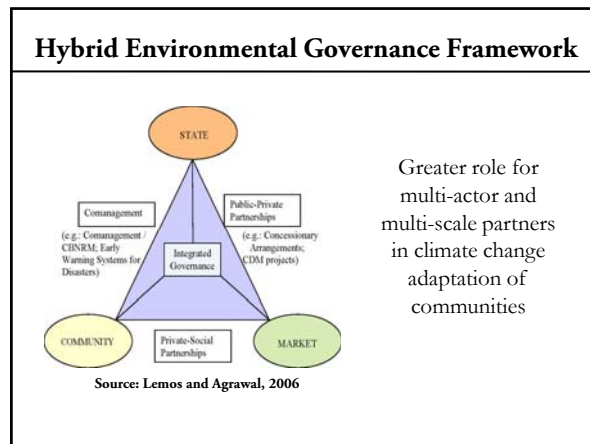 Hybrid Environmental Governance Framework
STATE
Comanagement
(e.g.: Comanagement /
CBNRM; Early
Warning Systems for
Disasters)
Public-Private
Partnerships
(e.g.: Concessionary
Arrangements;
CDM projects)
Integrated
Governance
COMMUNITY
Private-Social
Partnerships
MARKET
Source: Lemos and Agrawal, 2006
Greater role for
multi-actor and
multi-scale partners
in climate change
adaptation of
communities